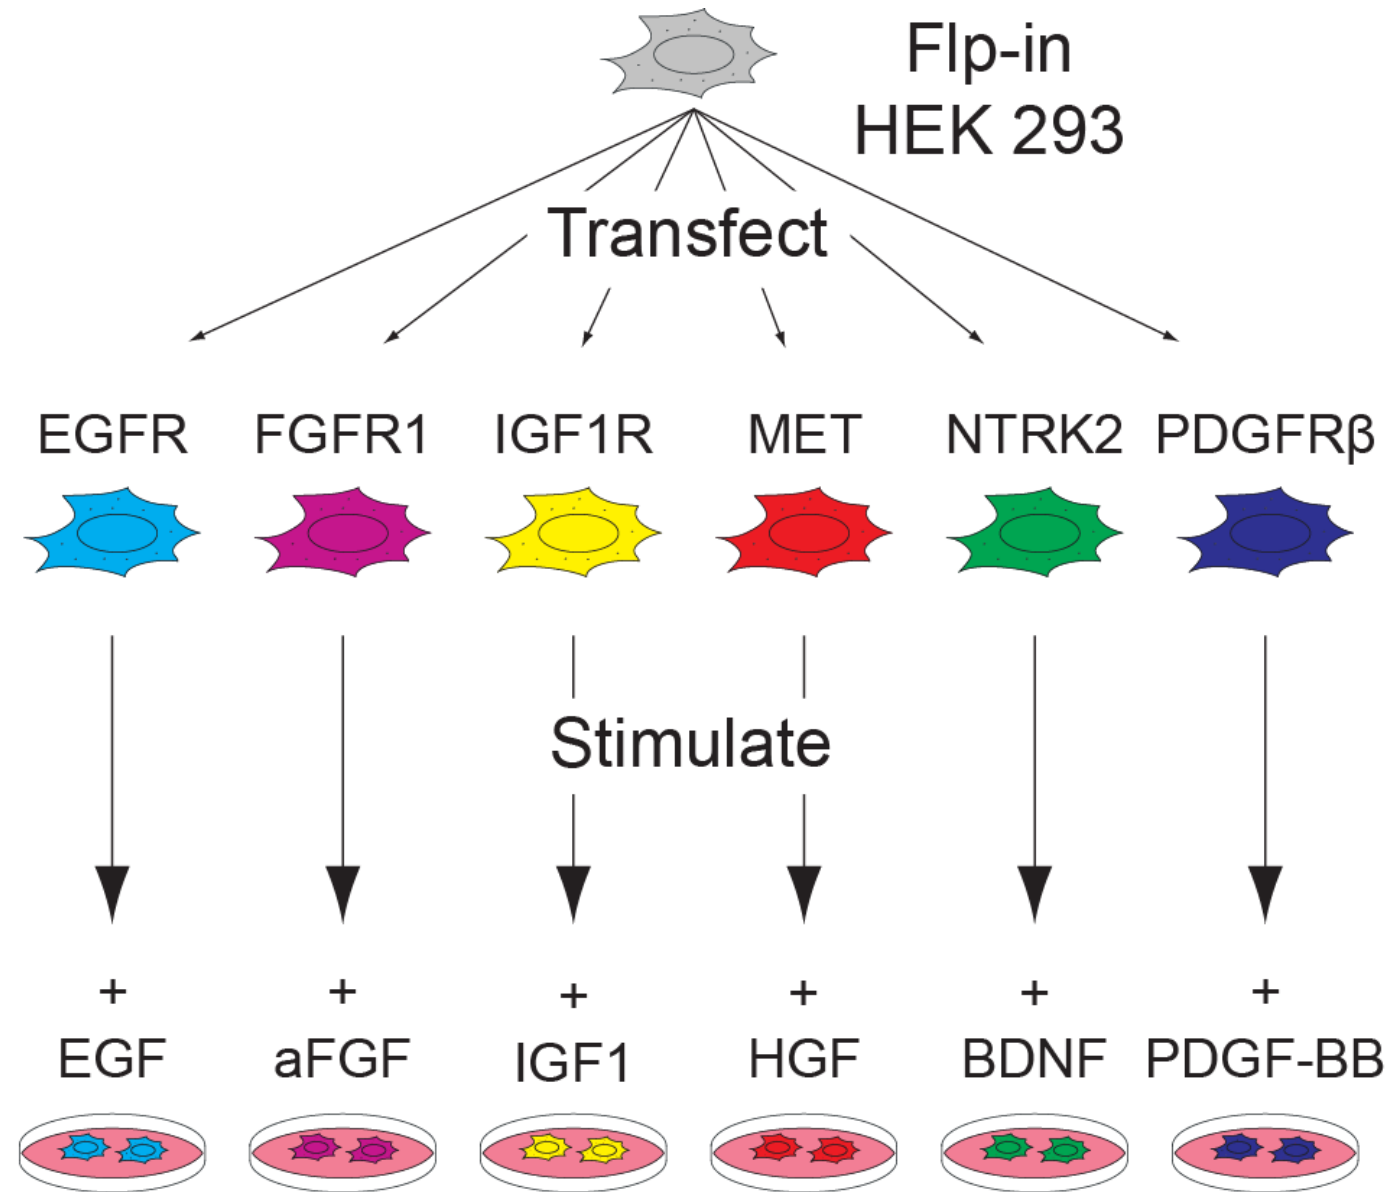 Flp-in
HEK 293
Transfect
EGFR FGFR1 IGF1R MET NTRK2 PDGFRβ
Stimulate
+ + + + + +
EGF aFGF IGF1 HGF BDNF PDGF-BB